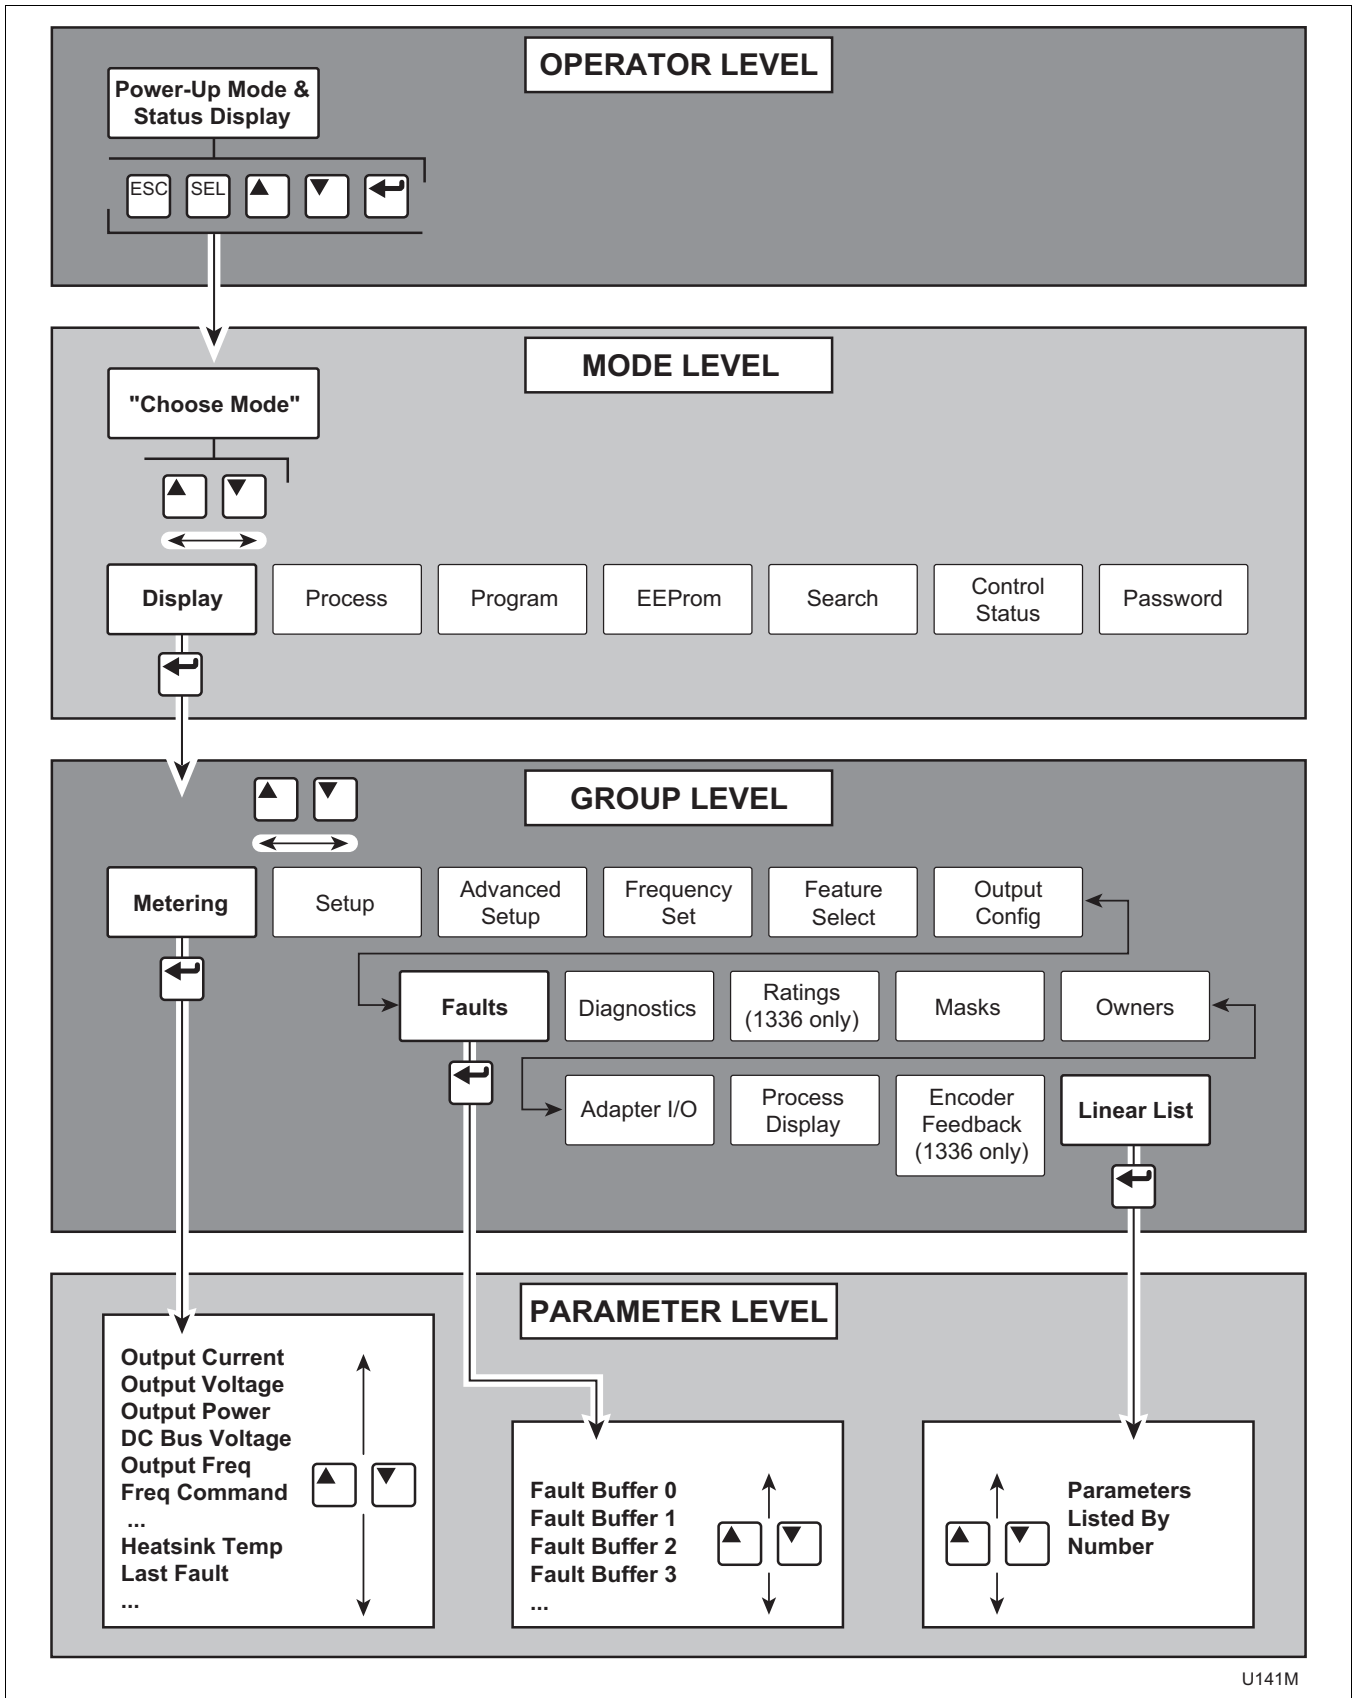 OPERATOR LEVEL
Power-Up Mode &
Status Display
ESC SEL
MODE LEVEL
"Choose Mode"
Display
Process
Program
EEProm
Search
Control
Status
Password
GROUP LEVEL
Metering
Setup
Advanced
Setup
Frequency
Set
Feature
Select
Output
Config
Faults
Diagnostics
Ratings
(1336 only)
Masks
Owners
Adapter I/O
Process
Display
Encoder
Feedback
(1336 only)
Linear List
PARAMETER LEVEL
Output Current
Output Voltage
Output Power
DC Bus Voltage
Output Freq
Freq Command
...
Heatsink Temp
Last Fault
...
Fault Buffer 0
Fault Buffer 1
Fault Buffer 2
Fault Buffer 3
...
Parameters
Listed By
Number
U141M